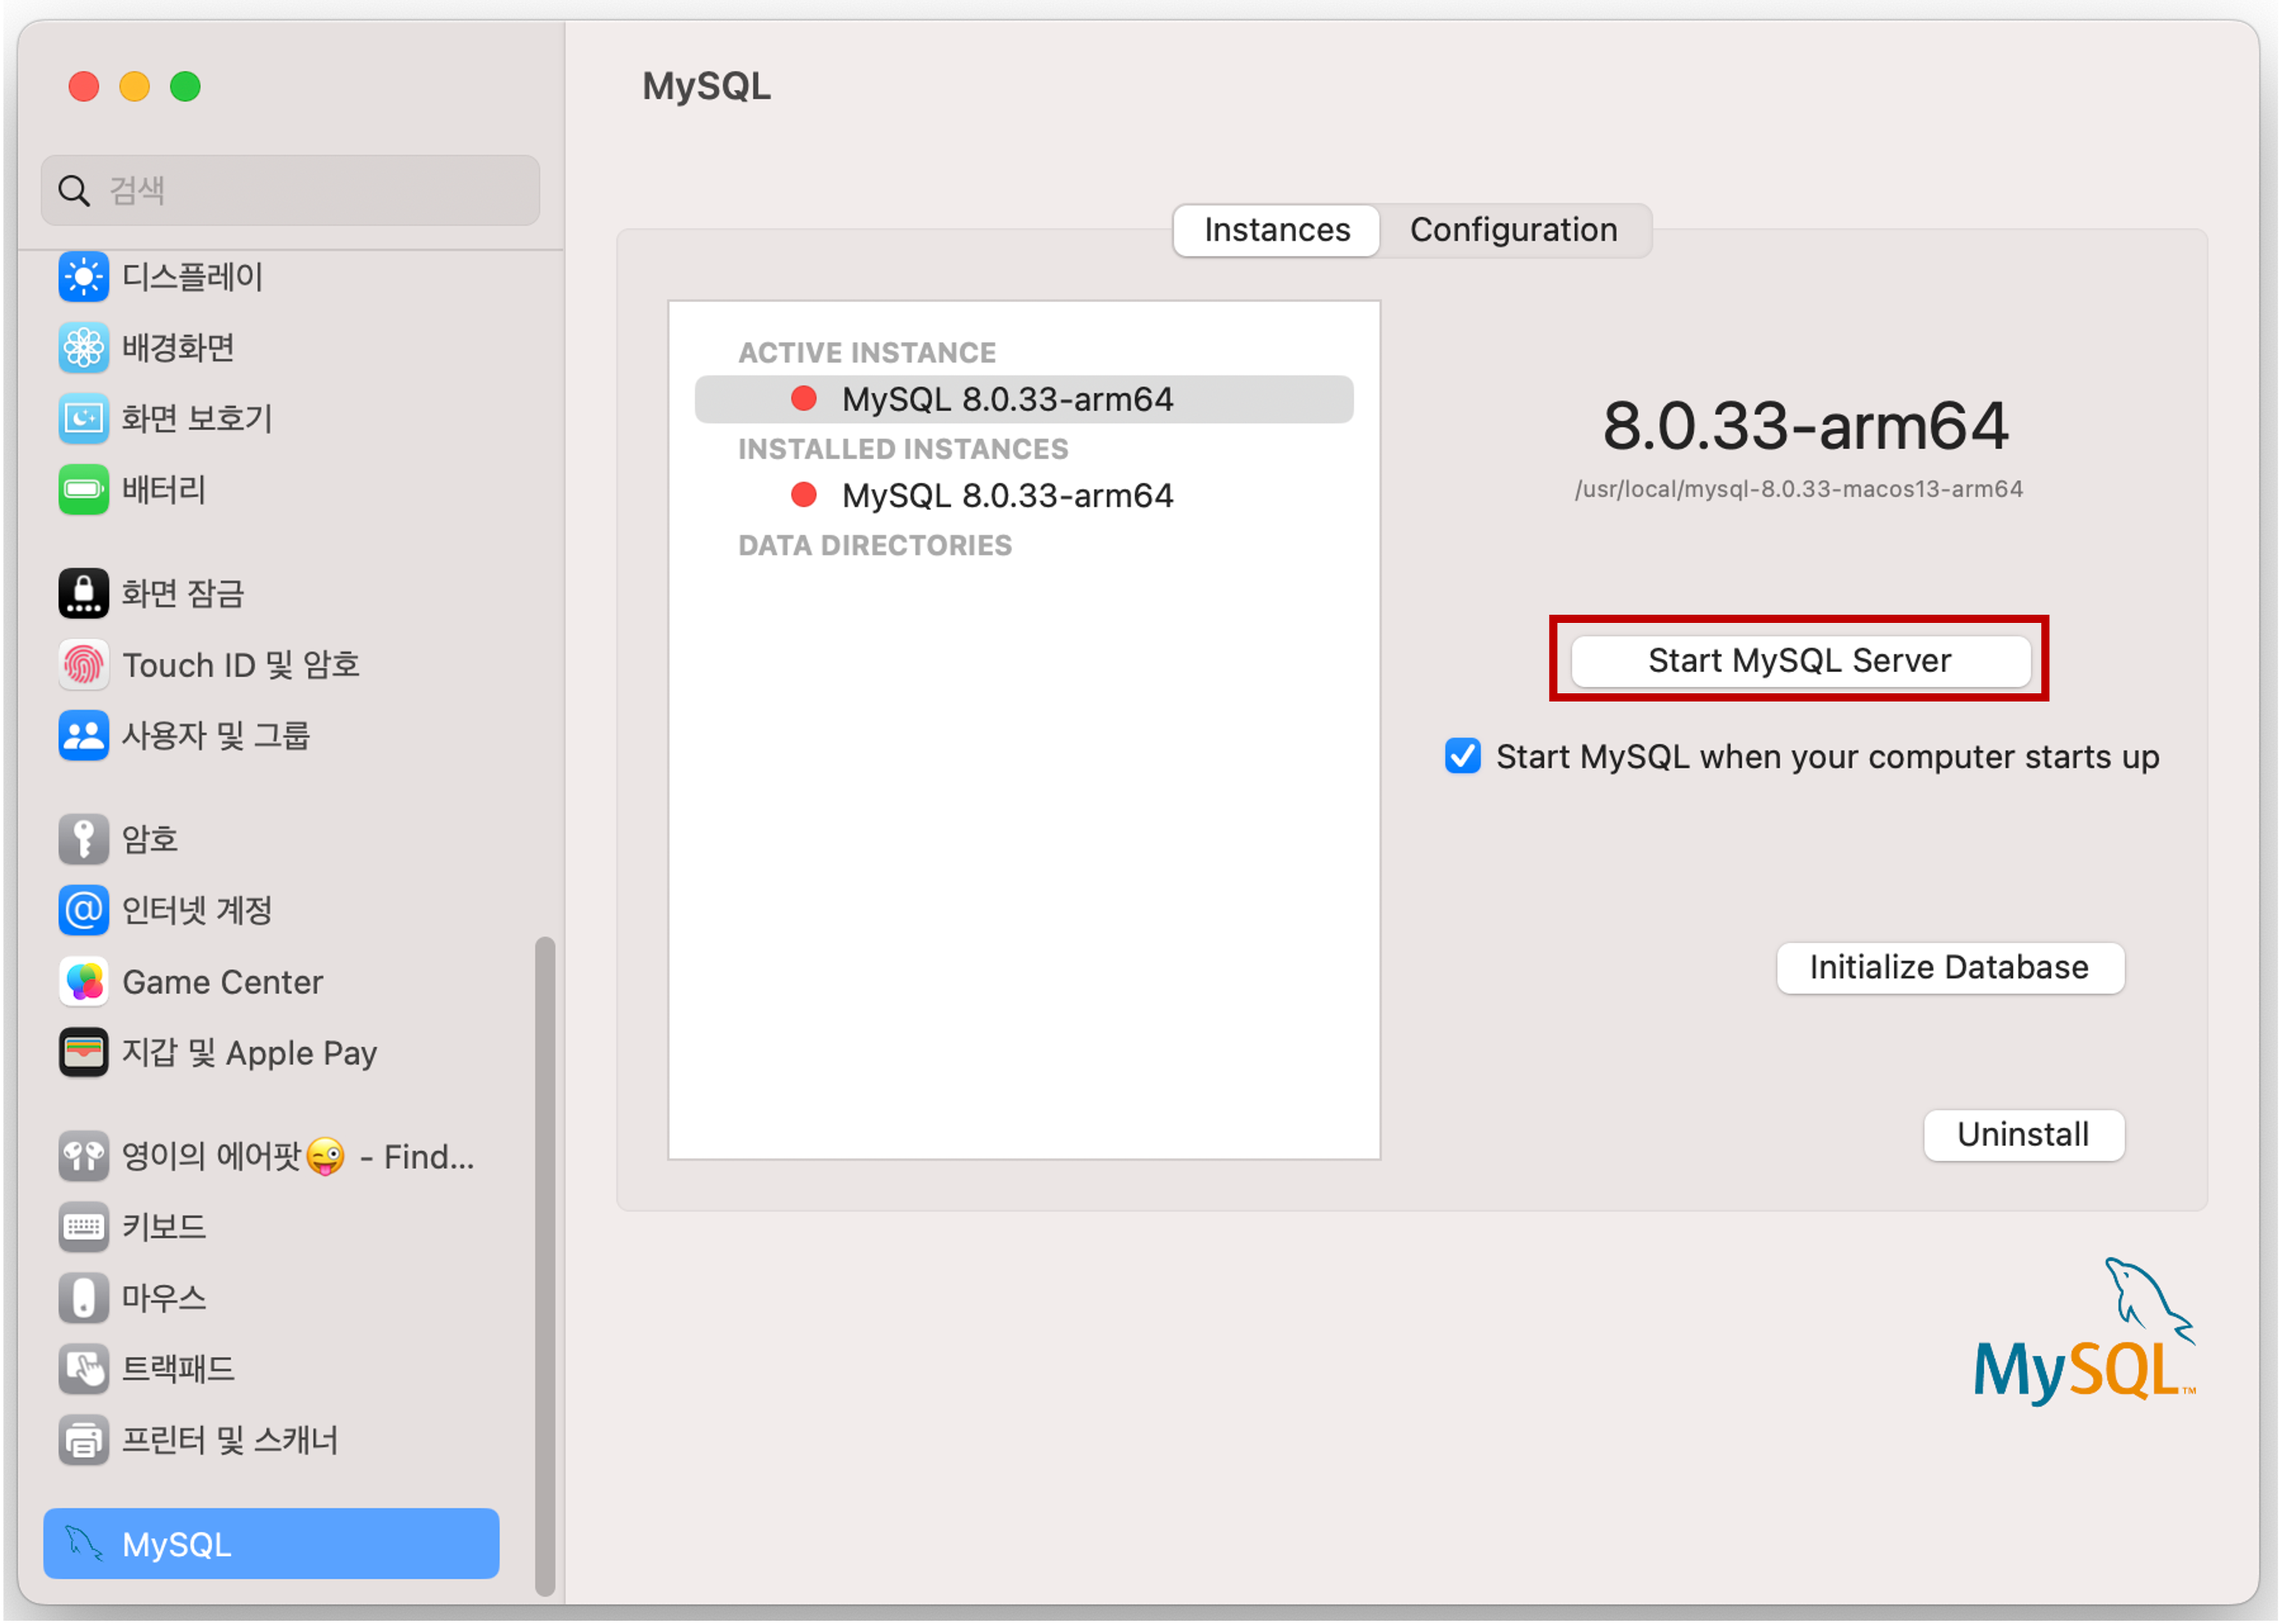 MySQL
검색
디스플레이
배경화면
화면 보호기
배터리
화면 잠금
Touch ID 및 암호
사용자 및 그룹
암호
인터넷 계정
Game Center
지갑 및 Apple Pay
영이의 에어팟😜 - Find...
키보드
마우스
트랙패드
프린터 및 스캐너
MySQL
Instances
Configuration
ACTIVE INSTANCE
MySQL 8.0.33-arm64
INSTALLED INSTANCES
MySQL 8.0.33-arm64
DATA DIRECTORIES
8.0.33-arm64
/usr/local/mysql-8.0.33-macos13-arm64
Start MySQL Server
Start MySQL when your computer starts up
Initialize Database
Uninstall
MySQL™